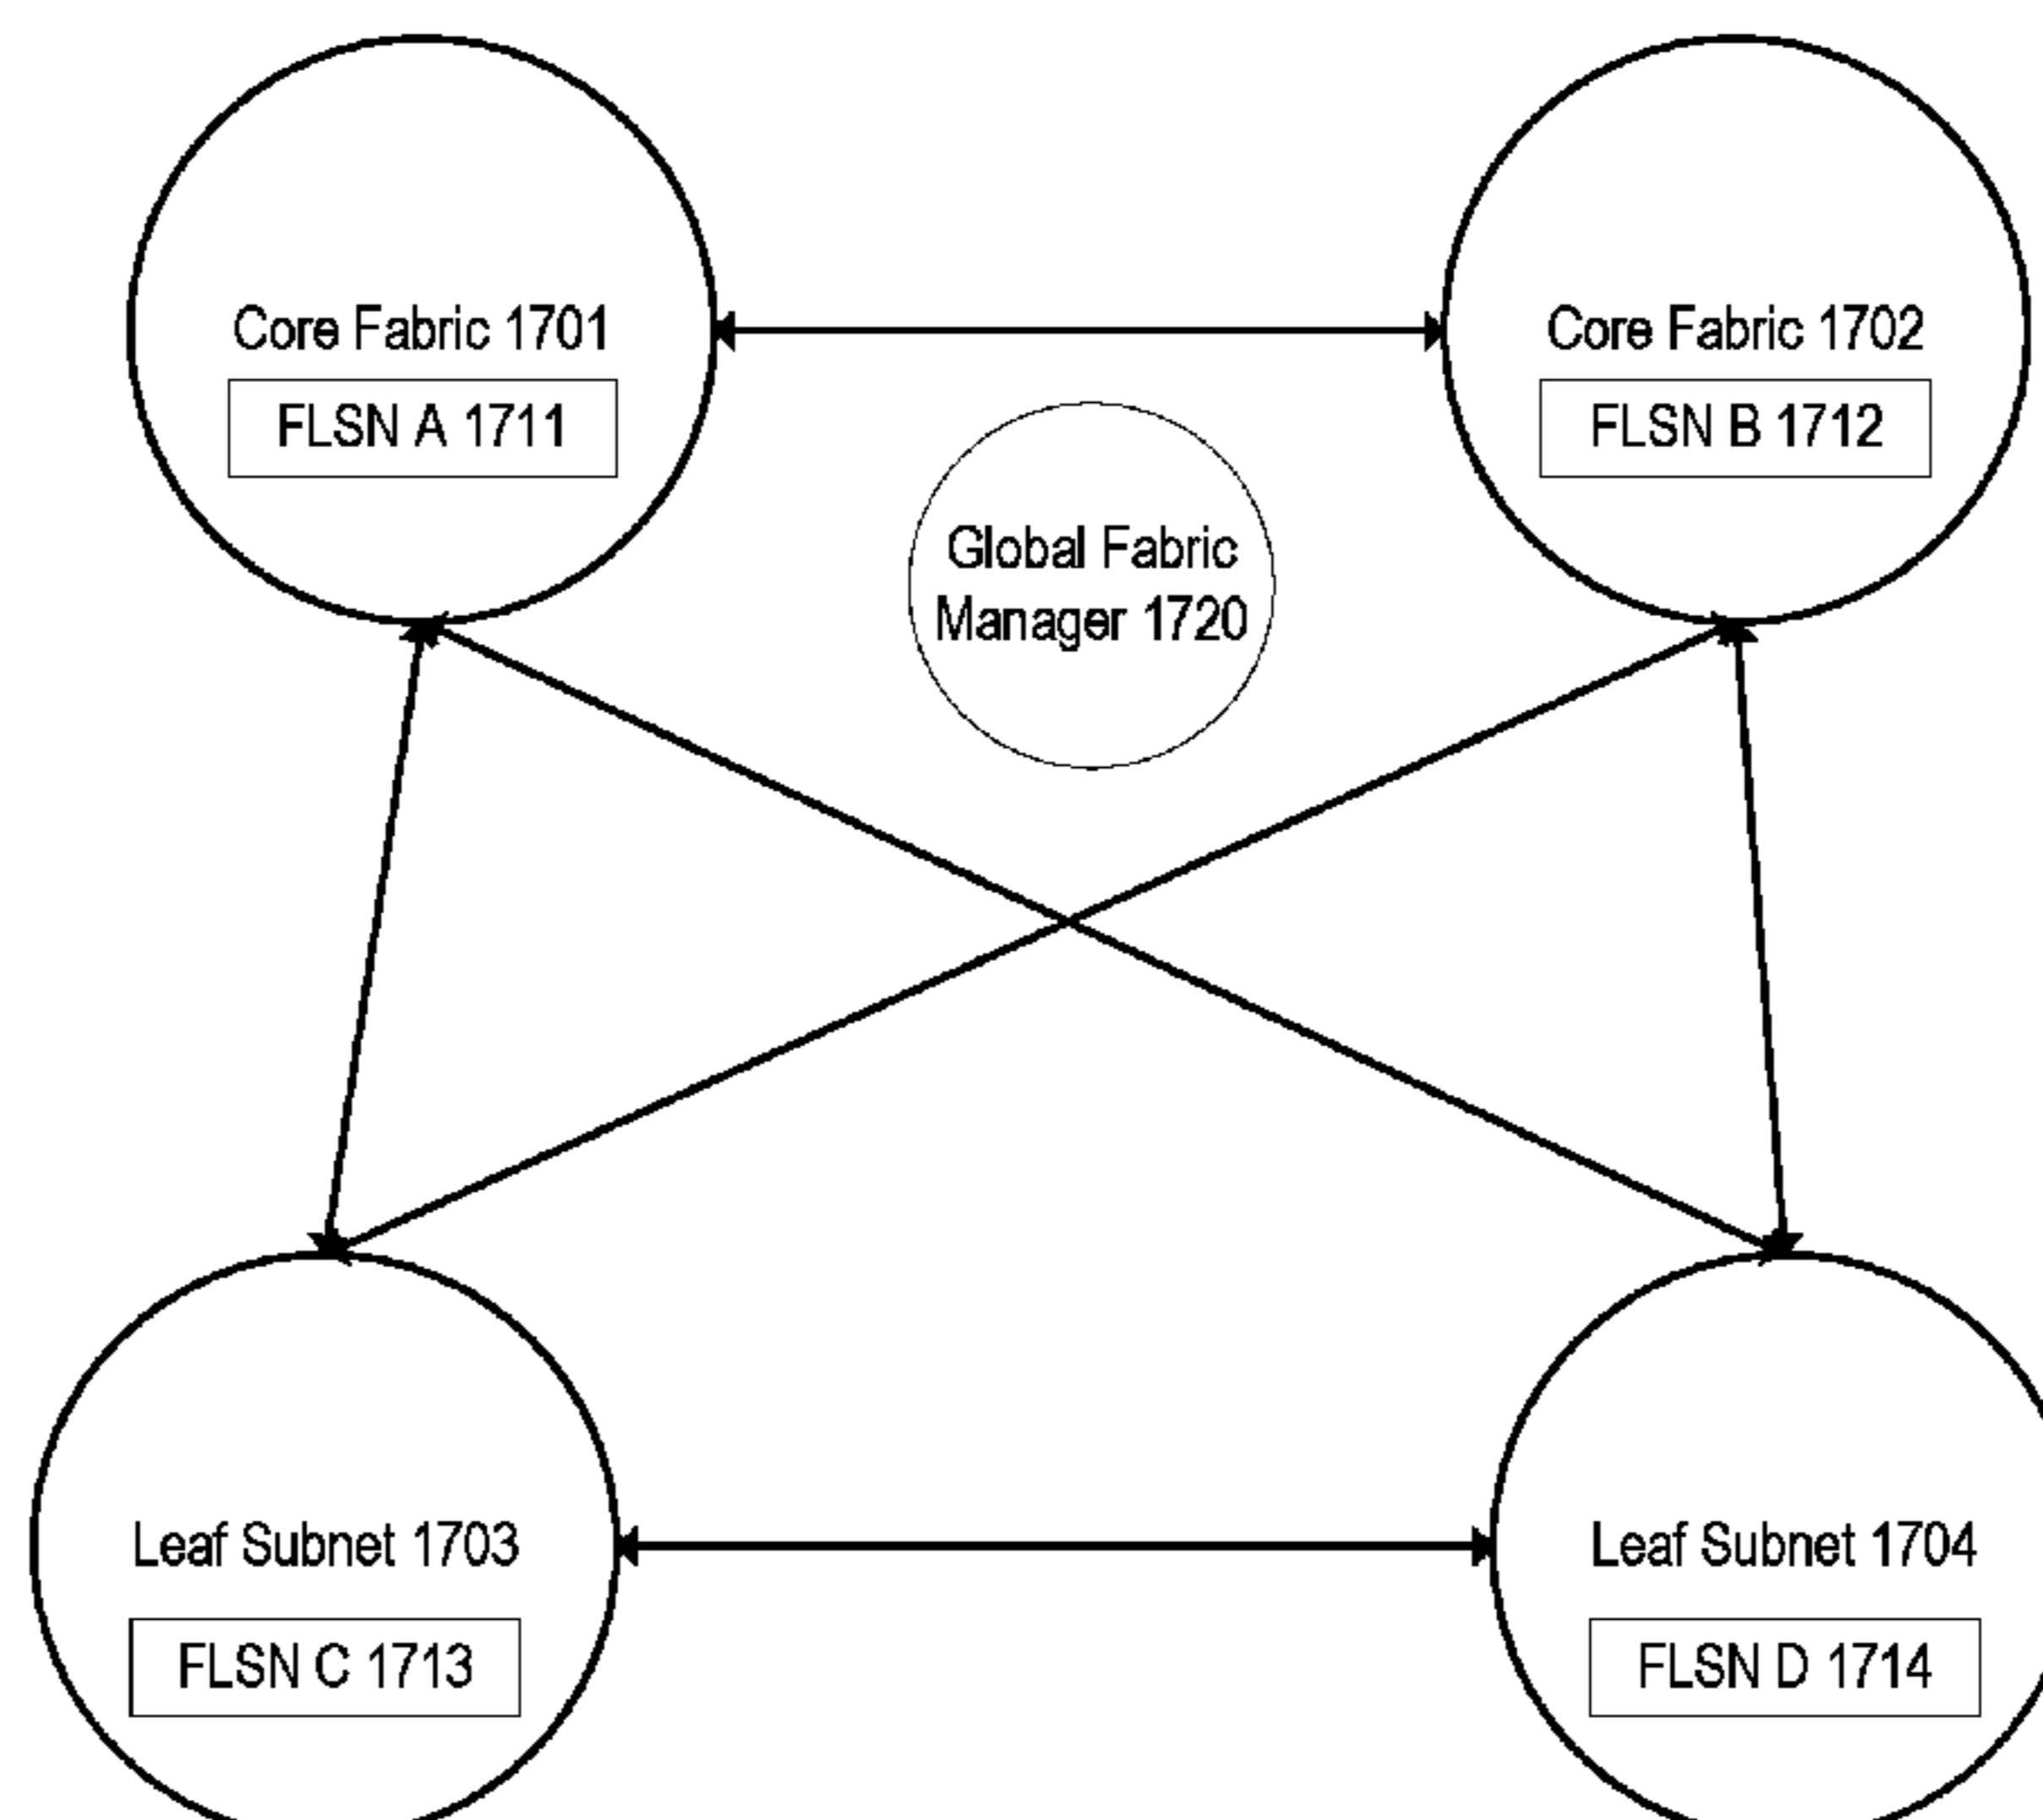 Core Fabric 1701
FLSN A 1711
Core Fabric 1702
FLSN B 1712
Global Fabric
Manager 1720
Leaf Subnet 1703
FLSN C 1713
Leaf Subnet 1704
FLSN D 1714